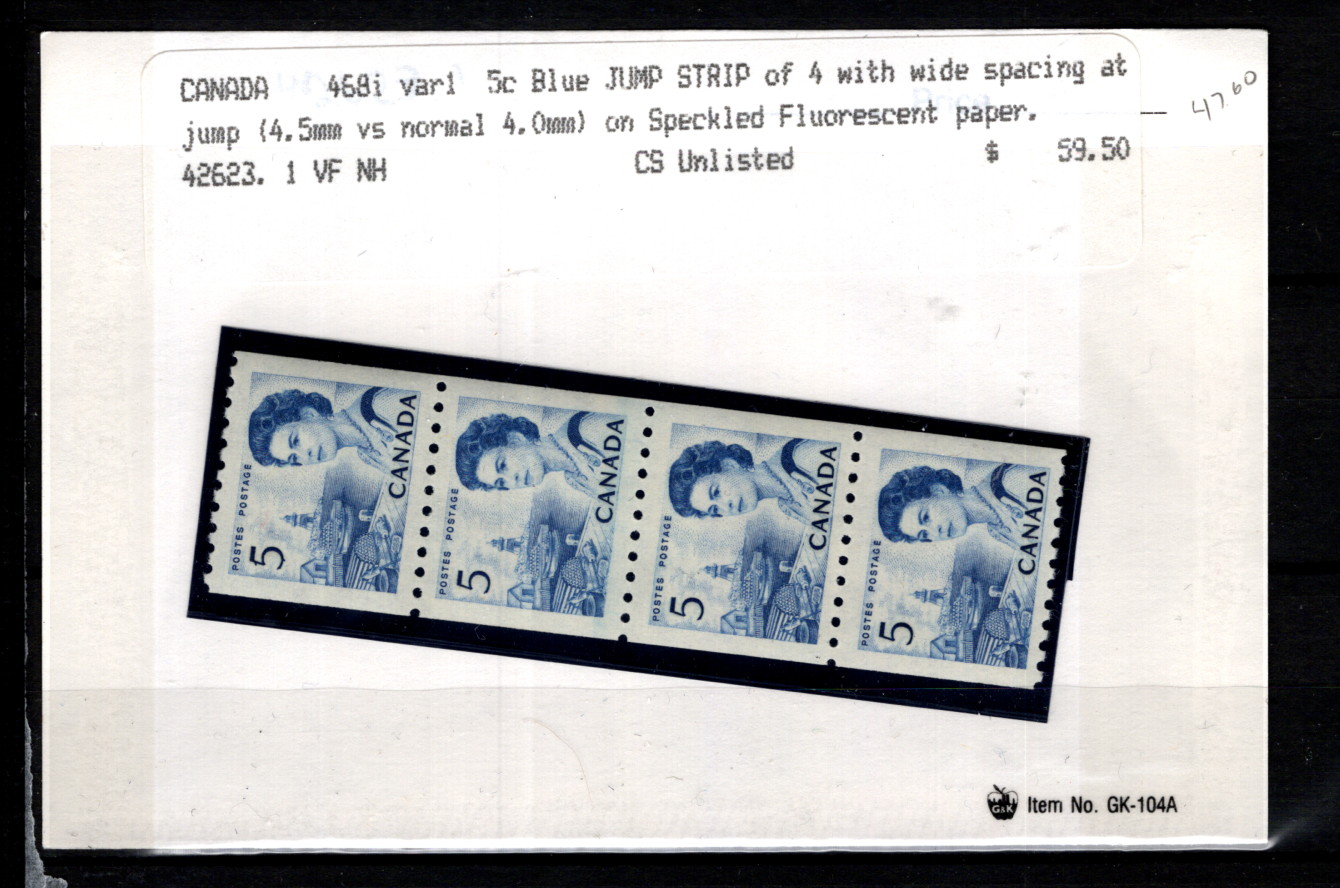 CANADA 468i var1 5c Blue JUMP STRIP of 4 with wide spacing at
jump (4.5mm vs normal 4.0mm) on Speckled Fluorescent paper.
42623. 1 VF NH CS Unlisted $ 59.50
47.60
POSTES POSTAGE
5
CANADA
POSTES POSTAGE
5
CANADA
POSTES POSTAGE
5
CANADA
POSTES POSTAGE
5
CANADA
G&K Item No. GK-104A